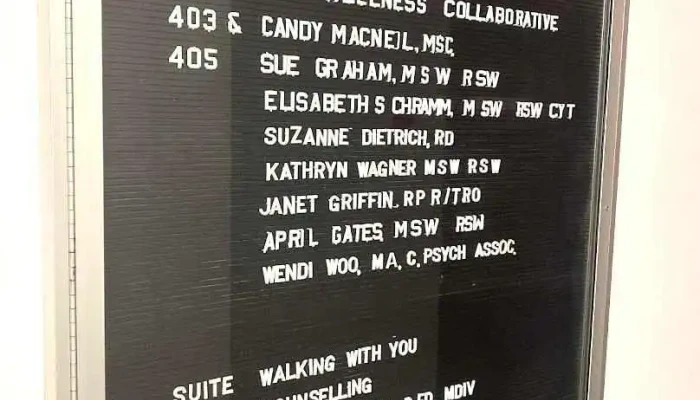 COLLABORATIVE
403 & CANDY MACNEIL, MSC,
405 SUE GRAHAM, MSW RSW
ELISABETH SCHRAMM, MSW RSW CYT
SUZANNE DIETRICH, RD
KATHRYN WAGNER MSW RSW
JANET GRIFFIN. RP R/TRO
APRIL GATES, MSW RSW
WENDI WOO, MA, C, PSYCH ASSOC,
WALKING WITH YOU
SUITE
MDIV